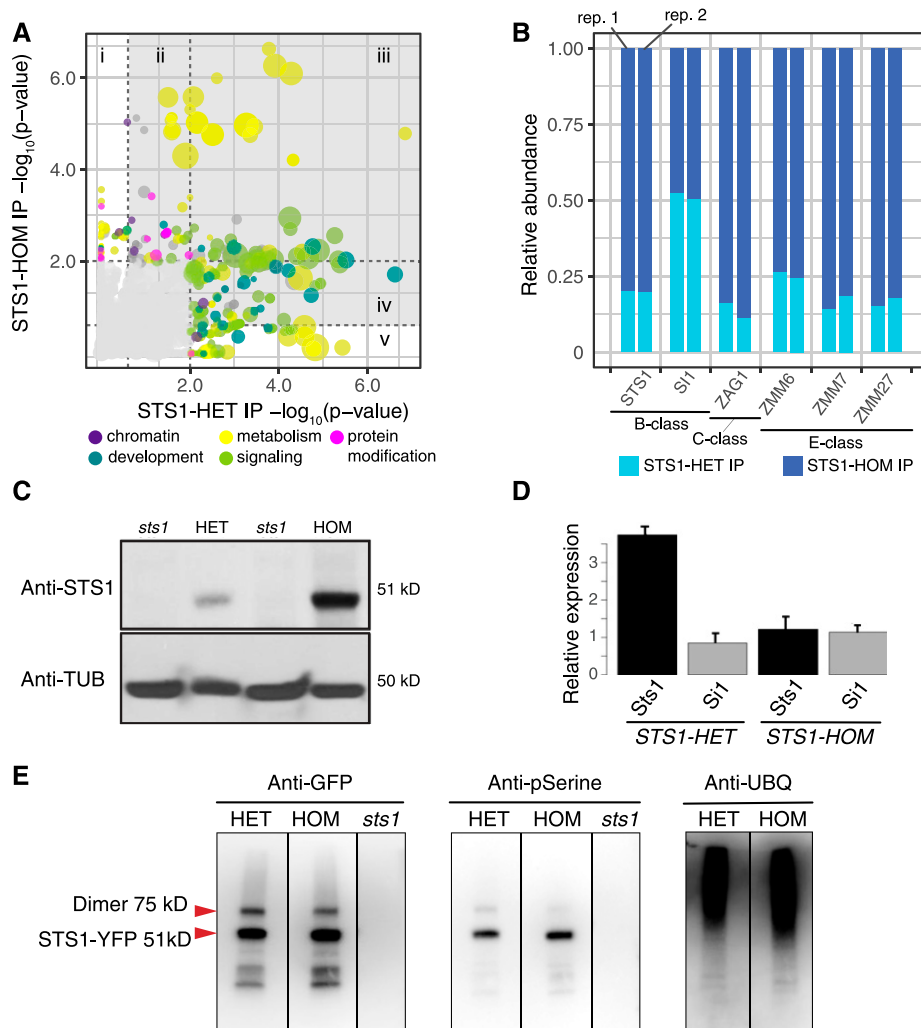 A
i
ii
iii
iv
v
6.0
4.0
2.0
0
STS1-HOM IP –log10(p–value)
2.0
4.0
6.0
STS1-HET IP –log10(p–value)
chromatin
metabolism
protein modification
development
signaling
B
rep. 1
rep. 2
1.00
0.75
0.50
0.25
0
Relative abundance
STS1
SI1
ZAG1
ZMM6
ZMM7
ZMM27
B-class
C-class
E-class
STS1-HET IP
STS1-HOM IP
C
sts1
HET
sts1
HOM
Anti-STS1
51 kD
Anti-TUB
50 kD
D
Relative expression
3
2
1
0
Sts1
Si1
Sts1
Si1
STS1-HET
STS1-HOM
E
Anti-GFP
Anti-pSerine
Anti-UBQ
HET
HOM
sts1
HET
HOM
sts1
HET
HOM
Dimer 75 kD
STS1-YFP 51kD